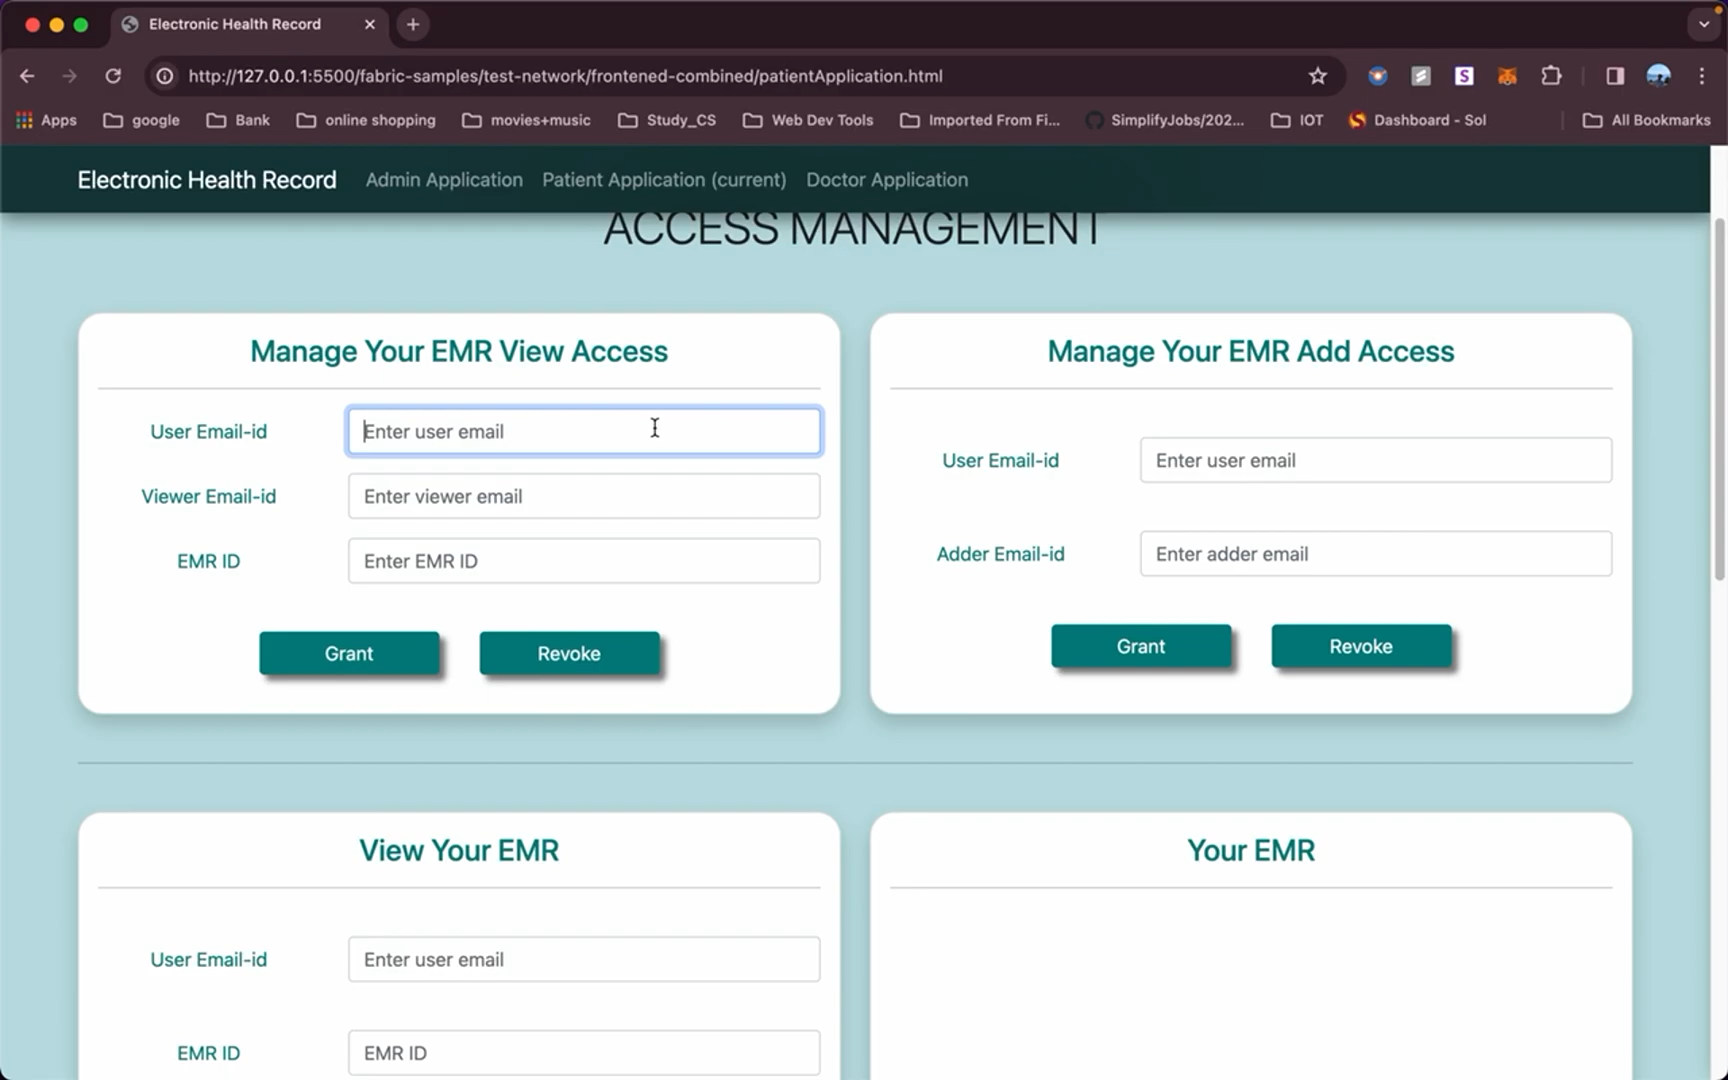 Electronic Health Record
http://127.0.0.1:5500/fabric-samples/test-network/frontened-combined/patientApplication.html
S
Apps google Bank online shopping movies+music Study_CS Web Dev Tools Imported From Fi... SimplifyJobs/202... IOT Dashboard - Sol All Bookmarks
Electronic Health Record Admin Application Patient Application (current) Doctor Application
ACCESS MANAGEMENT
Manage Your EMR View Access
User Email-id Enter user email
Viewer Email-id Enter viewer email
EMR ID Enter EMR ID
Grant Revoke
Manage Your EMR Add Access
User Email-id Enter user email
Adder Email-id Enter adder email
Grant Revoke
View Your EMR
User Email-id Enter user email
EMR ID EMR ID
Your EMR